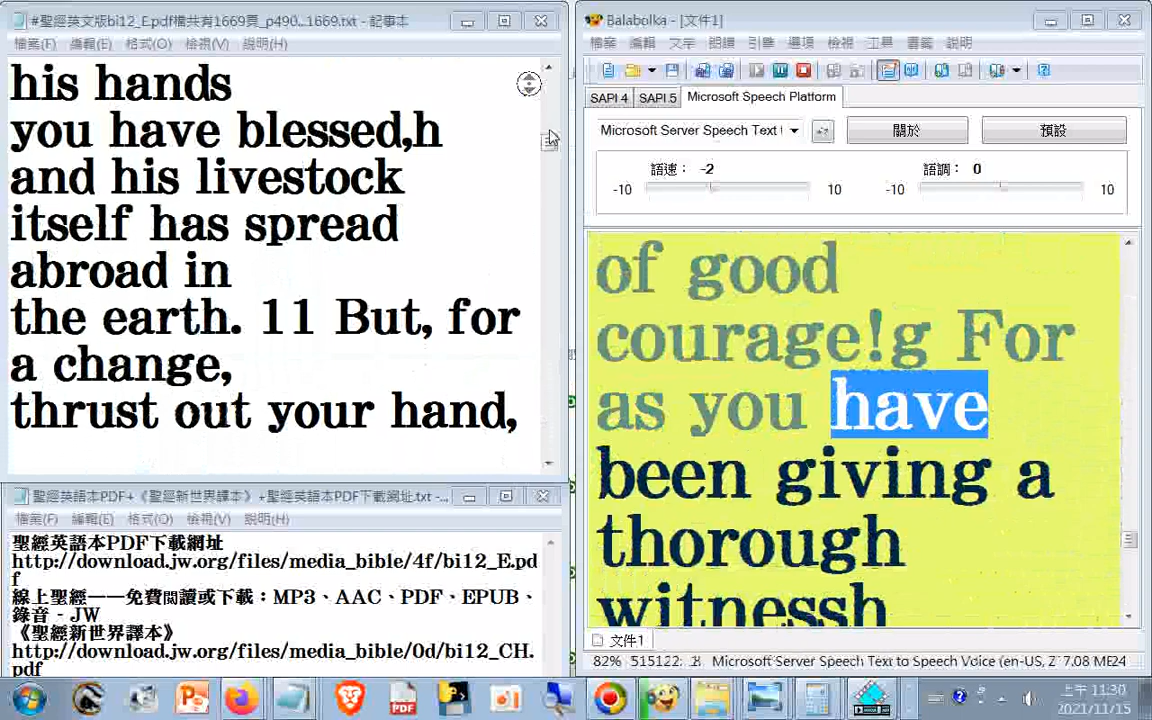 #聖經英文版bi12_E.pdf檔共有1669頁_p490...1669.txt - 記事本
檔案(F) 編輯(E) 格式(O) 檢視(V) 說明(H)
his hands
you have blessed,h
and his livestock
itself has spread
abroad in
the earth. 11 But, for
a change,
thrust out your hand,
聖經英語本PDF+《聖經新世界譯本》+聖經英語本PDF下載網址.txt - ...
檔案(F) 編輯(E) 格式(O) 檢視(V) 說明(H)
聖經英語本PDF下載網址
http://download.jw.org/files/media_bible/4f/bi12_E.pd
f
線上聖經——免費閱讀或下載：MP3、AAC、PDF、EPUB、
錄音 - JW
《聖經新世界譯本》
http://download.jw.org/files/media_bible/0d/bi12_CH.
pdf
Balabolka - [文件1]
檔案 編輯 文字 朗讀 引擎 選項 檢視 工具 書籤 說明
SAPI 4 SAPI 5 Microsoft Speech Platform
Microsoft Server Speech Text 關於 預設
語速： -2 語調： 0
-10 10 -10 10
of good
courage!g For
as you have
been giving a
thorough
witnessh
文件1
82% Microsoft Server Speech Text to Speech Voice (en-US, Z 7.08 ME24
上午 11:30
2021/11/15